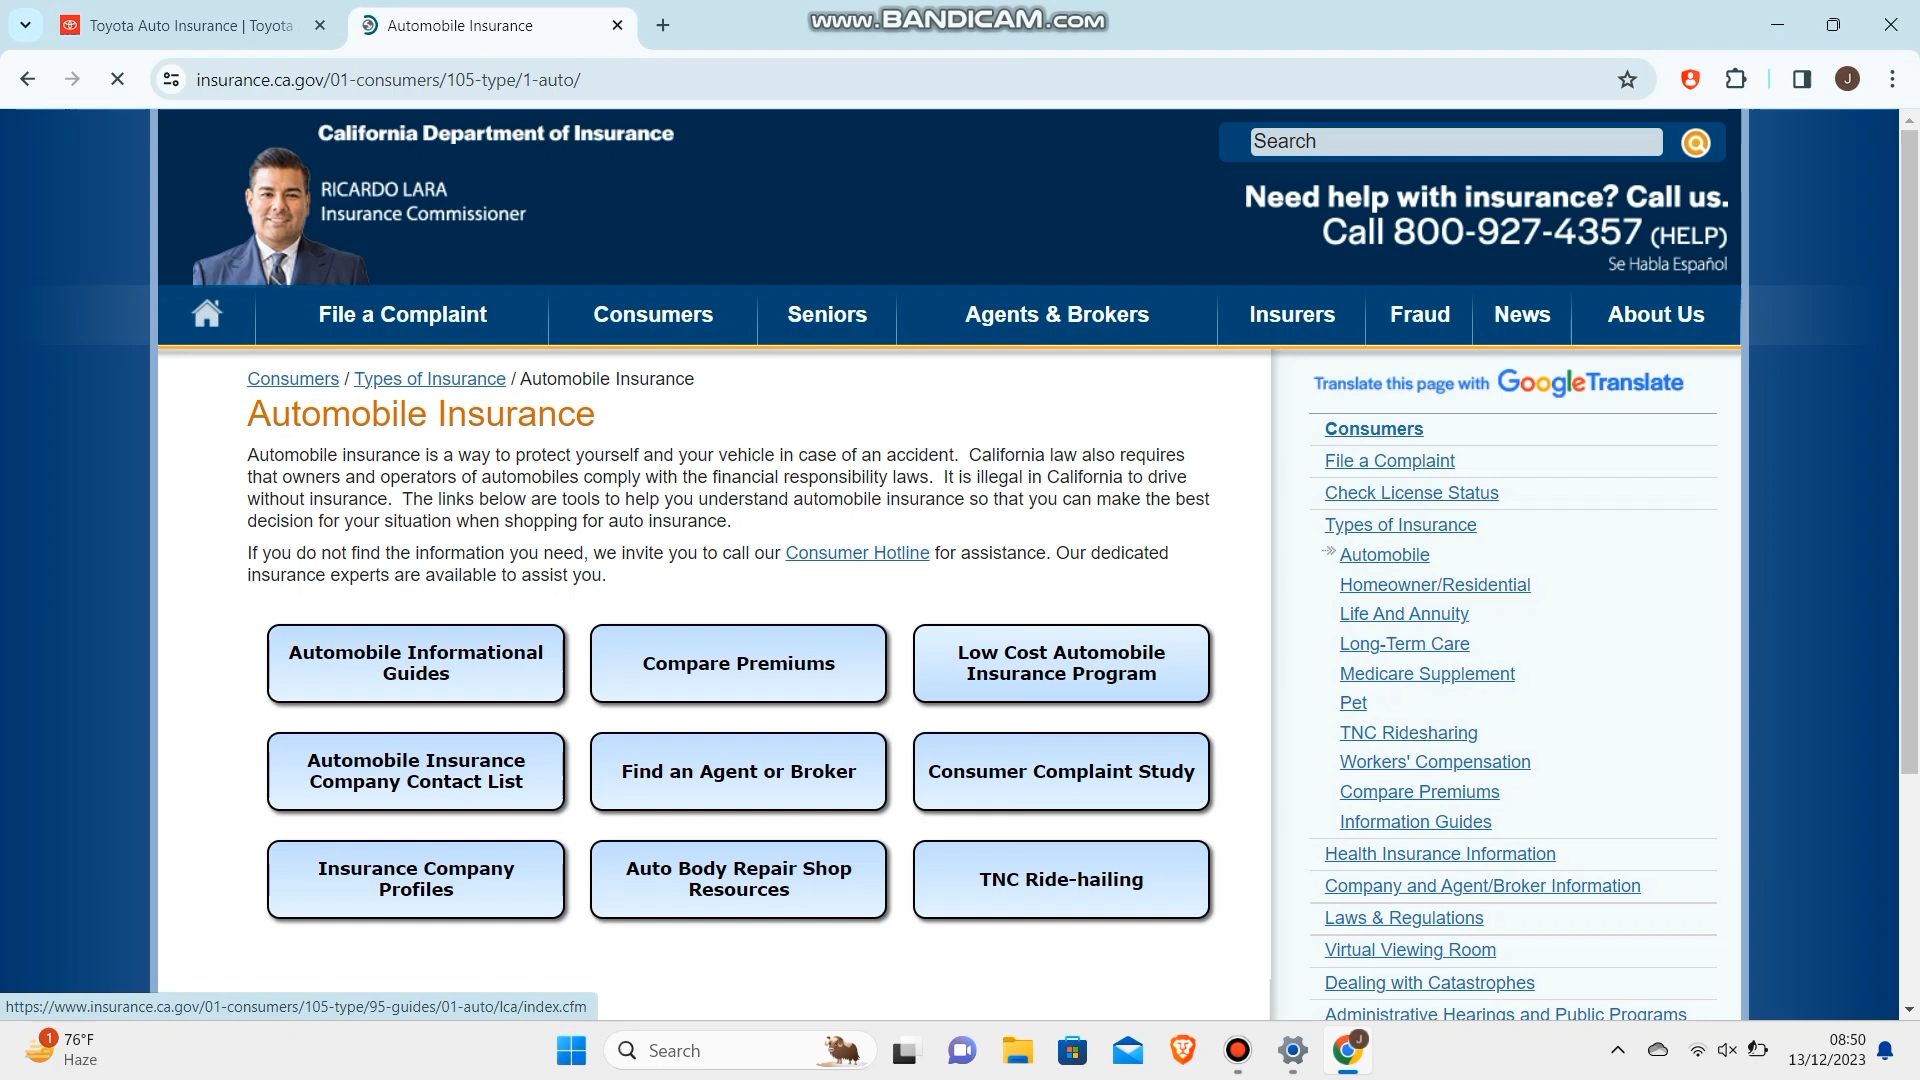 www.BANDICAM.com
Toyota Auto Insurance | Toyota
Automobile Insurance
insurance.ca.gov/01-consumers/105-type/1-auto/
J
California Department of Insurance
Search
RICARDO LARA
Insurance Commissioner
Need help with insurance? Call us.
Call 800-927-4357 (HELP)
Se Habla Español
File a Complaint
Consumers
Seniors
Agents & Brokers
Insurers
Fraud
News
About Us
Consumers / Types of Insurance / Automobile Insurance
Automobile Insurance
Automobile insurance is a way to protect yourself and your vehicle in case of an accident. California law also requires
that owners and operators of automobiles comply with the financial responsibility laws. It is illegal in California to drive
without insurance. The links below are tools to help you understand automobile insurance so that you can make the best
decision for your situation when shopping for auto insurance.
If you do not find the information you need, we invite you to call our Consumer Hotline for assistance. Our dedicated
insurance experts are available to assist you.
Automobile Informational
Guides
Compare Premiums
Low Cost Automobile
Insurance Program
Automobile Insurance
Company Contact List
Find an Agent or Broker
Consumer Complaint Study
Insurance Company
Profiles
Auto Body Repair Shop
Resources
TNC Ride-hailing
Translate this page with Google Translate
Consumers
File a Complaint
Check License Status
Types of Insurance
Automobile
Homeowner/Residential
Life And Annuity
Long-Term Care
Medicare Supplement
Pet
TNC Ridesharing
Workers' Compensation
Compare Premiums
Information Guides
Health Insurance Information
Company and Agent/Broker Information
Laws & Regulations
Virtual Viewing Room
Dealing with Catastrophes
Administrative Hearings and Public Programs
https://www.insurance.ca.gov/01-consumers/105-type/95-guides/01-auto/lca/index.cfm
1
76°F
Haze
Search
J
08:50
13/12/2023